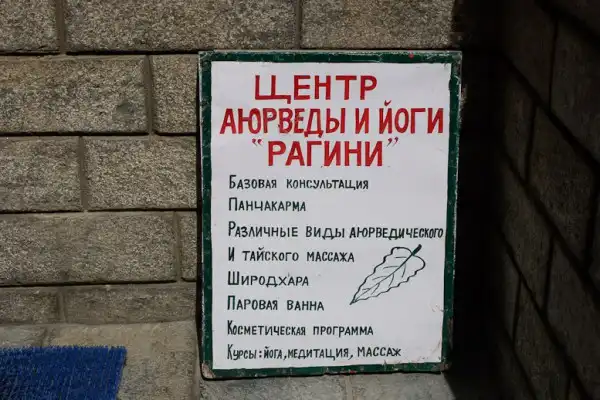 ЦЕНТР
АЮРВЕДЫ И ЙОГИ
"РАГИНИ"
БАЗОВАЯ КОНСУЛЬТАЦИЯ
ПАНЧАКАРМА
РАЗЛИЧНЫЕ ВИДЫ АЮРВЕДИЧЕСКОГО
И ТАЙСКОГО МАССАЖА
ШИРОДХАРА
ПАРОВАЯ ВАННА
КОСМЕТИЧЕСКАЯ ПРОГРАММА
КУРСЫ: ЙОГА, МЕДИТАЦИЯ, МАССАЖ